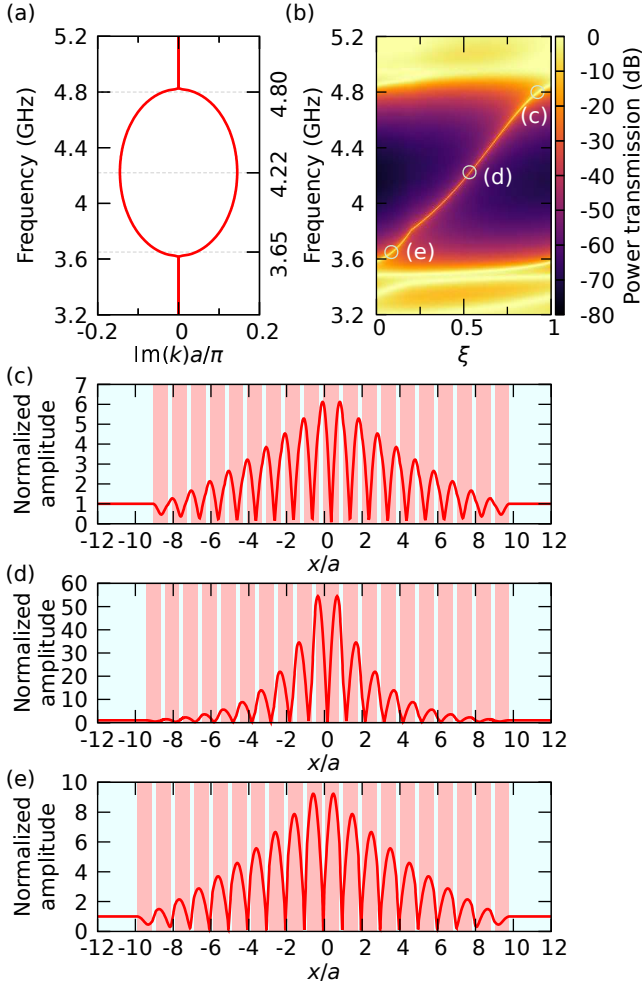 (a)
Frequency (GHz)
5.2
4.8
4.4
4
3.6
3.2
-0.2
0
0.2
Im(k)a/π
4.80
4.22
3.65
(b)
Frequency (GHz)
5.2
4.8
4.4
4
3.6
3.2
0
0.5
1
ξ
(c)
(d)
(e)
0
-10
-20
-30
-40
-50
-60
-70
-80
Power transmission (dB)
(c)
Normalized
amplitude
7
6
5
4
3
2
1
0
-12 -10 -8 -6 -4 -2 0 2 4 6 8 10 12
x/a
(d)
Normalized
amplitude
60
50
40
30
20
10
0
-12 -10 -8 -6 -4 -2 0 2 4 6 8 10 12
x/a
(e)
Normalized
amplitude
10
8
6
4
2
0
-12 -10 -8 -6 -4 -2 0 2 4 6 8 10 12
x/a